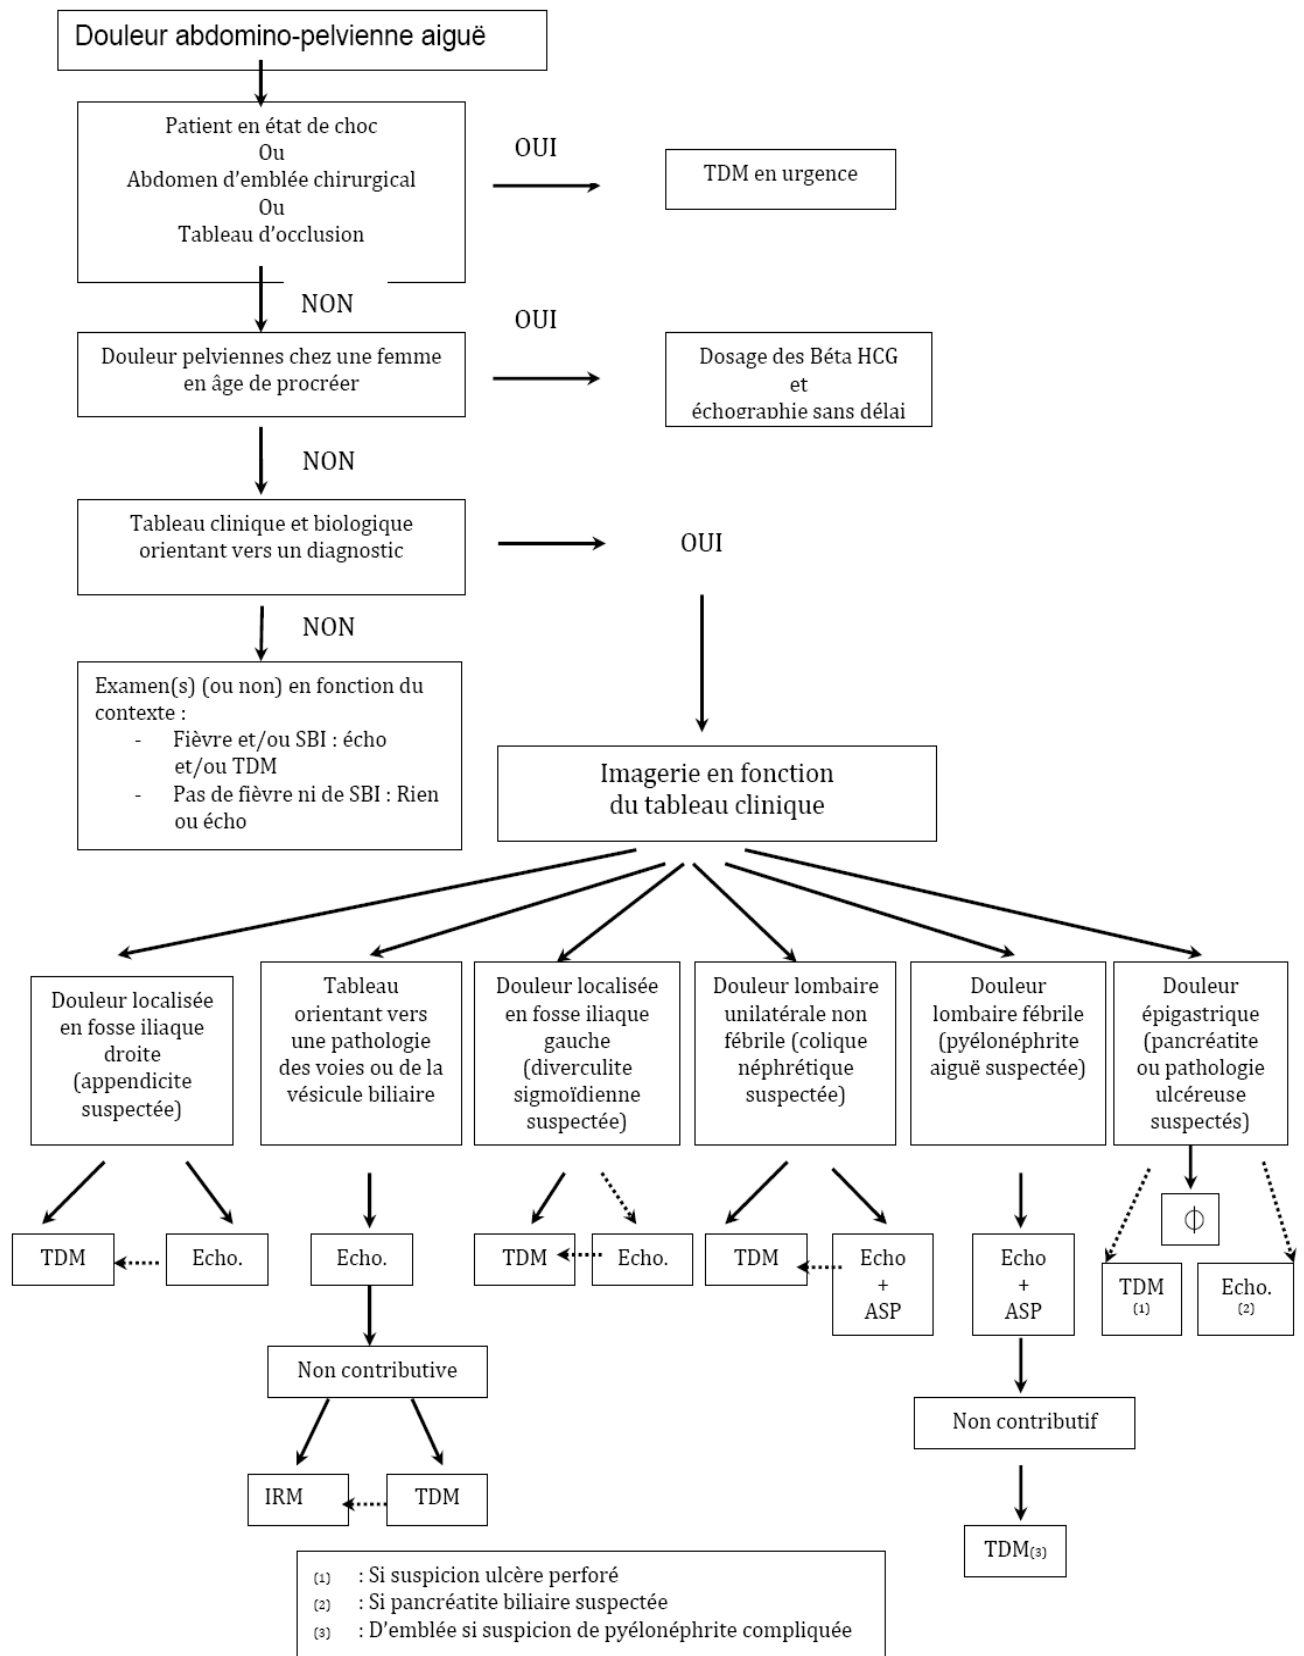 Douleur abdomino-pelvienne aiguë
Patient en état de choc
Ou
Abdomen d'emblée chirurgical
Ou
Tableau d'occlusion
OUI
TDM en urgence
NON
Douleur pelviennes chez une femme
en âge de procréer
OUI
Dosage des Béta HCG
et
échographie sans délai
NON
Tableau clinique et biologique
orientant vers un diagnostic
OUI
NON
Examen(s) (ou non) en fonction du
contexte :
- Fièvre et/ou SBI : écho
et/ou TDM
- Pas de fièvre ni de SBI : Rien
ou écho
Imagerie en fonction
du tableau clinique
Douleur localisée
en fosse iliaque
droite
(appendicite
suspectée)
Tableau
orientant vers
une pathologie
des voies ou de la
vésicule biliaire
Douleur localisée
en fosse iliaque
gauche
(diverculite
sigmoïdienne
suspectée)
Douleur lombaire
unilatérale non
fébrile (colique
néphrétique
suspectée)
Douleur
lombaire fébrile
(pyélonéphrite
aiguë suspectée)
Douleur
épigastrique
(pancréatite
ou pathologie
ulcéreuse
suspectés)
TDM
Echo.
Echo.
TDM
Echo.
TDM
Echo
+
ASP
Echo
+
ASP
Φ
TDM
(1)
Echo.
(2)
Non contributive
IRM
TDM
Non contributif
TDM(3)
(1) : Si suspicion ulcère perforé
(2) : Si pancréatite biliaire suspectée
(3) : D'emblée si suspicion de pyélonéphrite compliquée